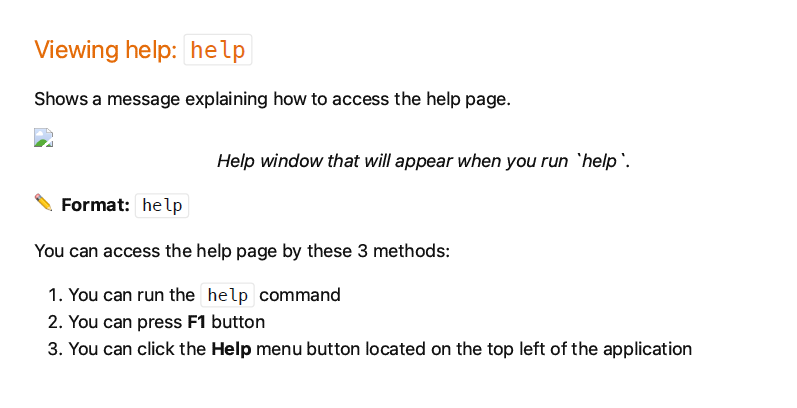 Viewing help: help
Shows a message explaining how to access the help page.
Help window that will appear when you run `help`.
Format: help
You can access the help page by these 3 methods:
1. You can run the help command
2. You can press F1 button
3. You can click the Help menu button located on the top left of the application